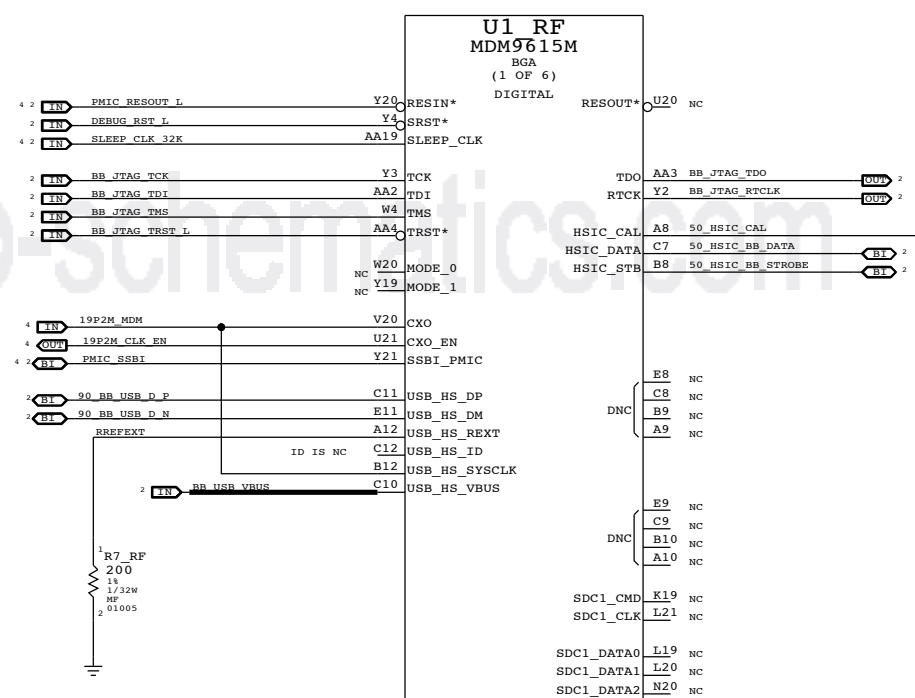 U1_RF
MDM9615M
BGA
(1 OF 6)
DIGITAL
4 2 IN PMIC_RESOUT_L Y20 RESIN*
2 IN DEBUG_RST_L Y4 SRST*
4 2 IN SLEEP_CLK_32K AA19 SLEEP_CLK
2 IN BB_JTAG_TCK Y3 TCK
2 IN BB_JTAG_TDI AA2 TDI
2 IN BB_JTAG_TMS W4 TMS
2 IN BB_JTAG_TRST_L AA4 TRST*
NC W20 MODE_0
NC Y19 MODE_1
4 IN 19P2M_MDM V20 CXO
4 OUT 19P2M_CLK_EN U21 CXO_EN
4 2 BI PMIC_SSBI Y21 SSBI_PMIC
2 BI 90_BB_USB_D_P C11 USB_HS_DP
2 BI 90_BB_USB_D_N E11 USB_HS_DM
RREFEXT A12 USB_HS_REXT
ID IS NC C12 USB_HS_ID
B12 USB_HS_SYSCLK
2 IN BB_USB_VBUS C10 USB_HS_VBUS
1
R7_RF
200
1%
1/32W
MF
01005
2
RESOUT* U20 NC
TDO AA3 BB_JTAG_TDO OUT 2
RTCK Y2 BB_JTAG_RTCLK OUT 2
HSIC_CAL A8 50_HSIC_CAL
HSIC_DATA C7 50_HSIC_BB_DATA BI 2
HSIC_STB B8 50_HSIC_BB_STROBE BI 2
E8 NC
C8 NC
DNC
B9 NC
A9 NC
E9 NC
C9 NC
DNC
B10 NC
A10 NC
SDC1_CMD K19 NC
SDC1_CLK L21 NC
SDC1_DATA0 L19 NC
SDC1_DATA1 L20 NC
SDC1_DATA2 N20 NC
o-schematics.com